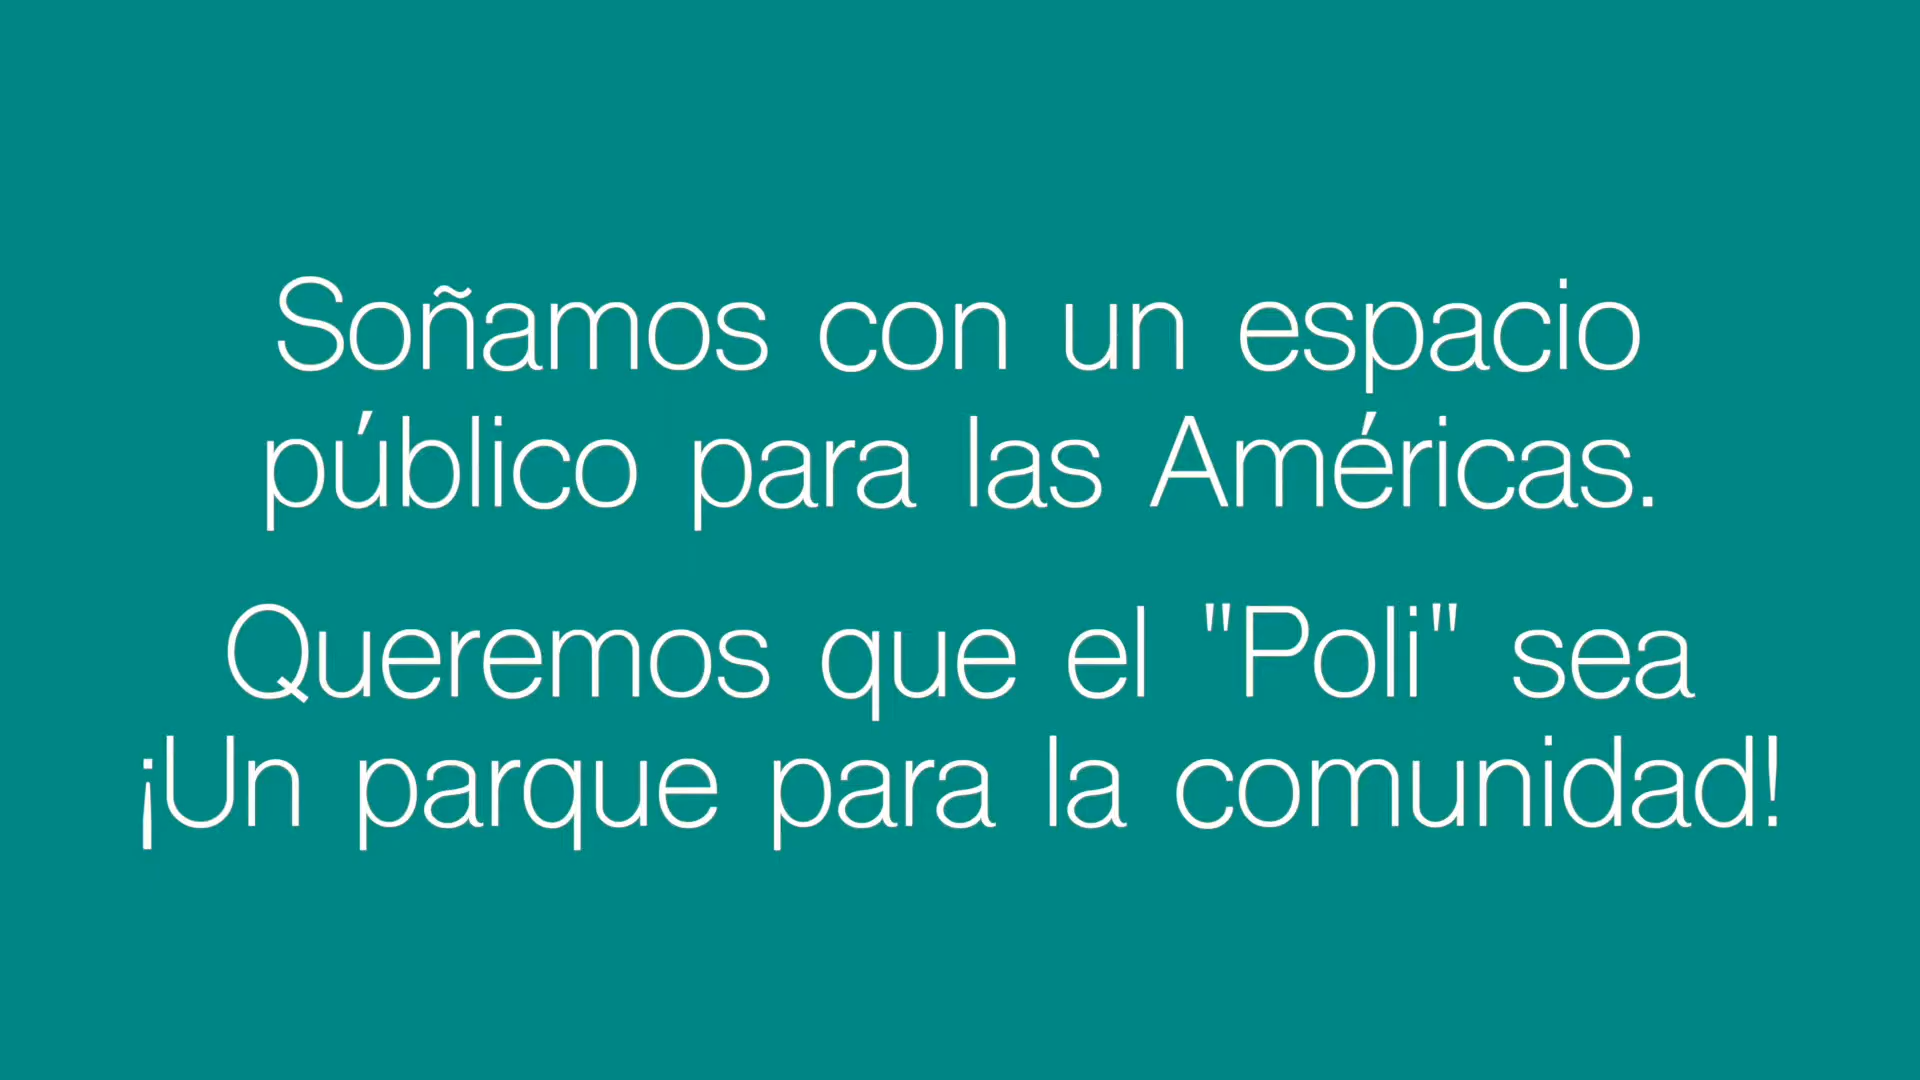 Soñamos con un espacio
público para las Américas.
Queremos que el "Poli" sea
¡Un parque para la comunidad!